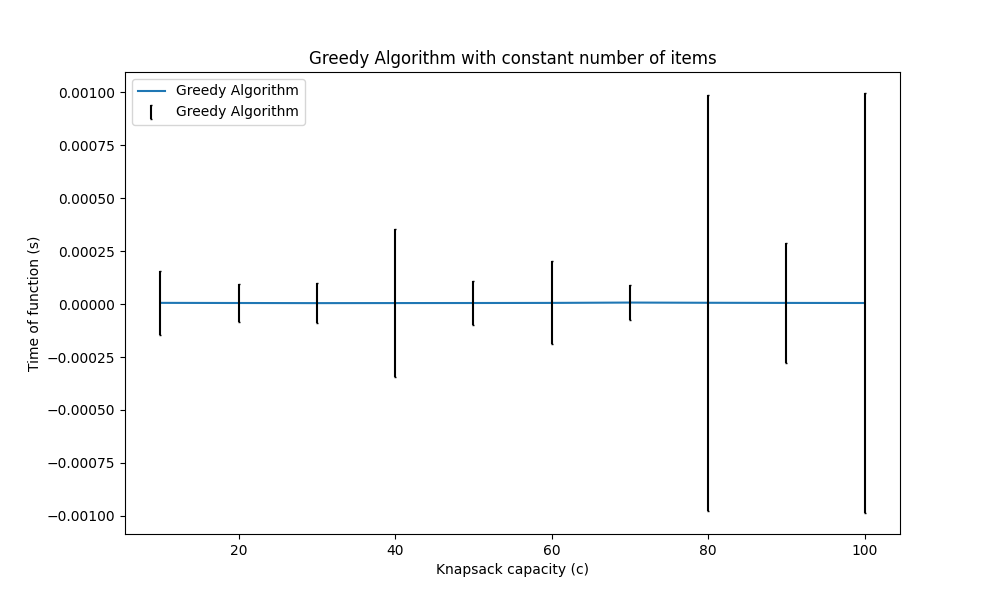 Greedy Algorithm with constant number of items
Greedy Algorithm
Greedy Algorithm
Time of function (s)
0.00100
0.00075
0.00050
0.00025
0.00000
−0.00025
−0.00050
−0.00075
−0.00100
20 40 60 80 100
Knapsack capacity (c)